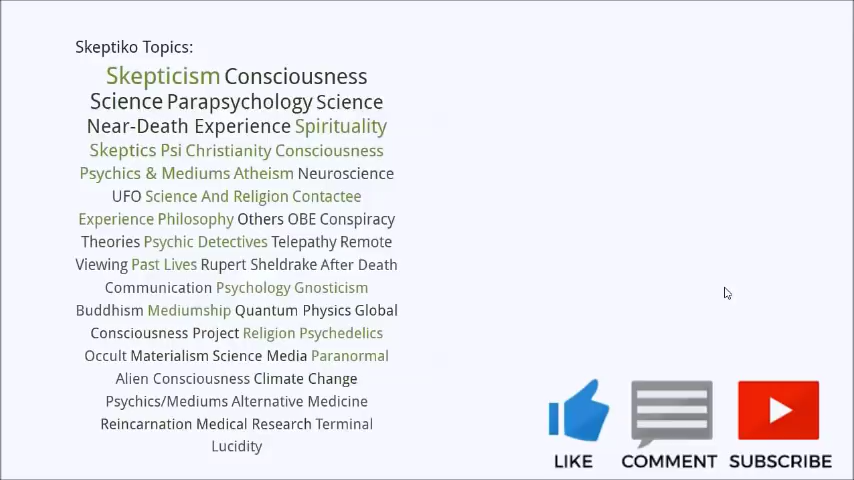 Skeptiko Topics:
Skepticism Consciousness
Science Parapsychology Science
Near-Death Experience Spirituality
Skeptics Psi Christianity Consciousness
Psychics & Mediums Atheism Neuroscience
UFO Science And Religion Contactee
Experience Philosophy Others OBE Conspiracy
Theories Psychic Detectives Telepathy Remote
Viewing Past Lives Rupert Sheldrake After Death
Communication Psychology Gnosticism
Buddhism Mediumship Quantum Physics Global
Consciousness Project Religion Psychedelics
Occult Materialism Science Media Paranormal
Alien Consciousness Climate Change
Psychics/Mediums Alternative Medicine
Reincarnation Medical Research Terminal
Lucidity
LIKE COMMENT SUBSCRIBE